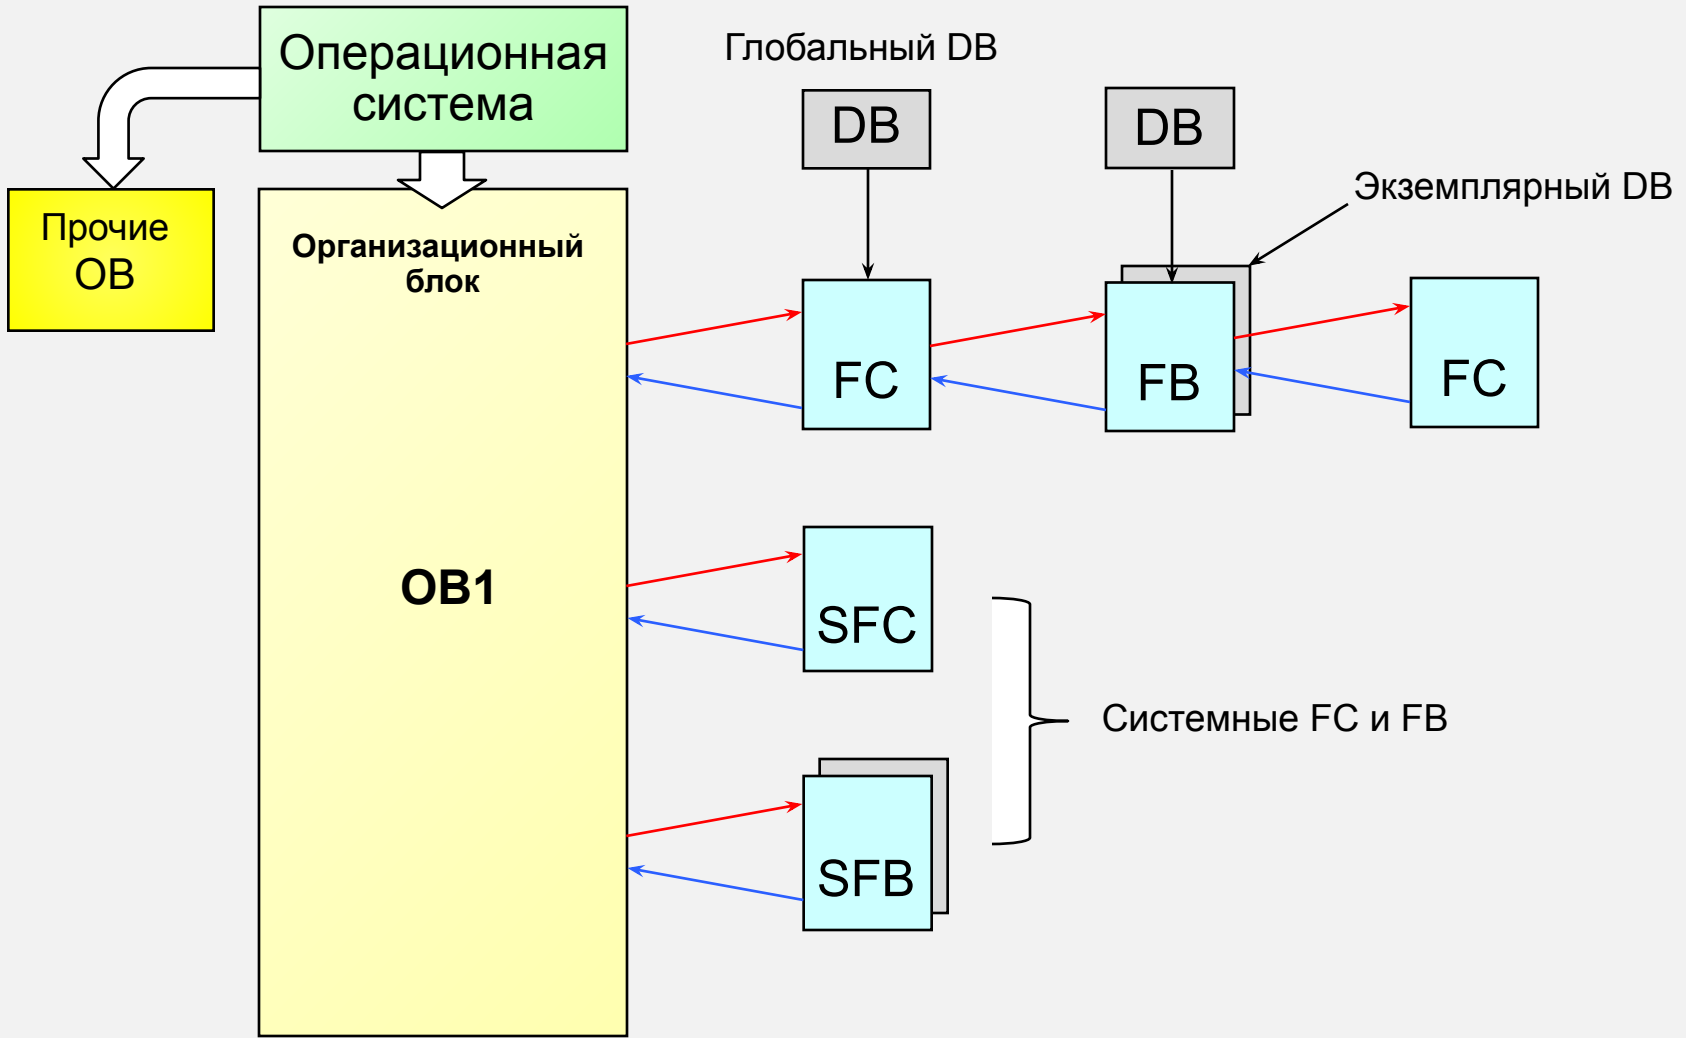 Операционная
система
Глобальный DB
DB
DB
Экземплярный DB
Прочие
OB
Организационный
блок
FC
FB
FC
OB1
SFC
Системные FC и FB
SFB